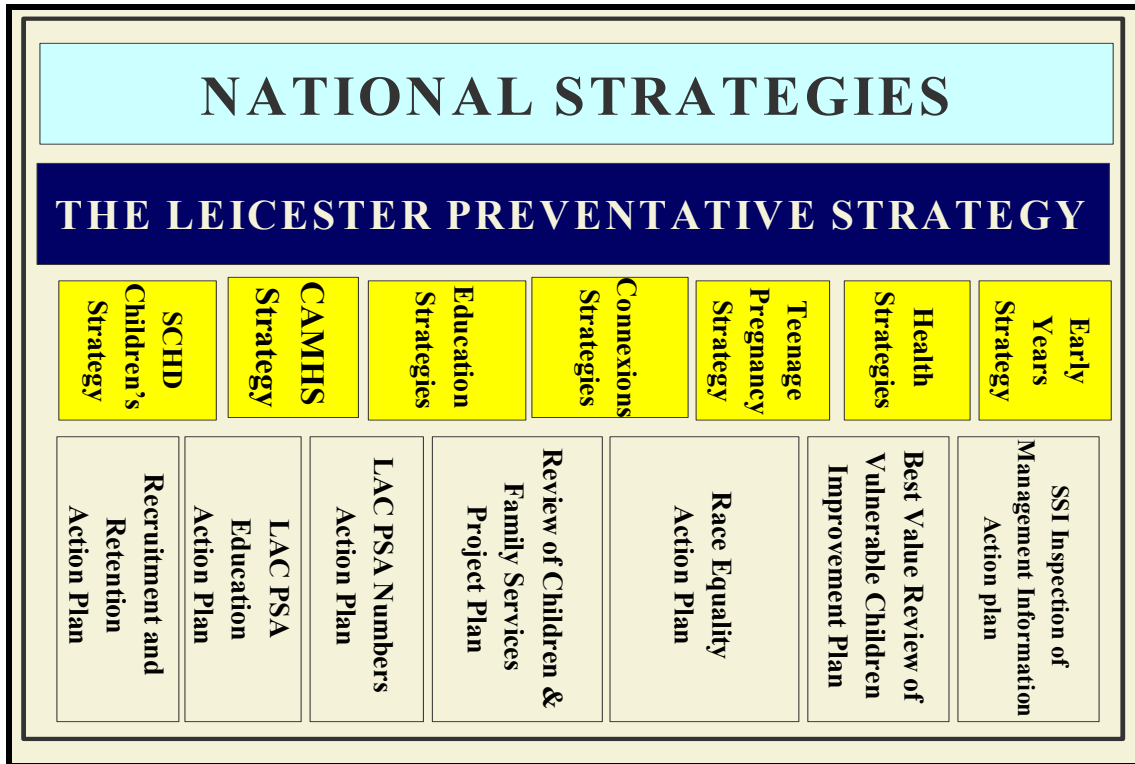 NATIONAL STRATEGIES
THE LEICESTER PREVENTATIVE STRATEGY
SCHD
Children's
Strategy
CAMHS
Strategy
Education
Strategies
Connexions
Strategies
Teenage
Pregnancy
Strategy
Health
Strategies
Early
Years
Strategy
Recruitment and
Retention
Action Plan
LAC PSA
Education
Action Plan
LAC PSA Numbers
Action Plan
Review of Children &
Family Services
Project Plan
Race Equality
Action Plan
Best Value Review of
Vulnerable Children
Improvement Plan
SSI Inspection of
Management Information
Action plan